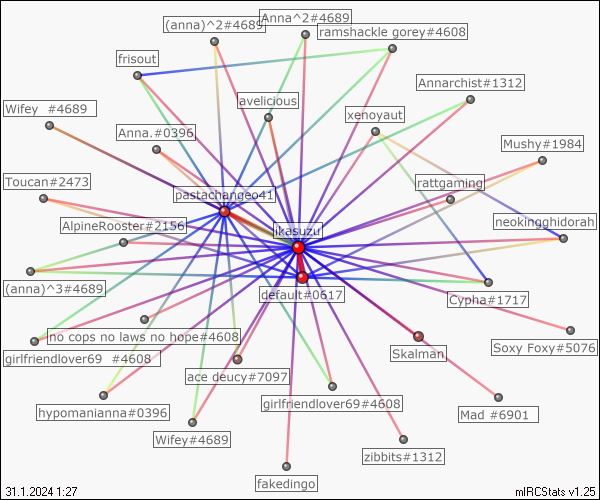 (anna)^2#4689
Anna^2#4689
ramshackle gorey#4608
frisout
Annarchist#1312
avelicious
Wifey  #4689
xenoyaut
Anna.#0396
Mushy#1984
Toucan#2473
rattgaming
pastachangeo41
AlpineRooster#2156
neokingghidorah
ikasuzu
(anna)^3#4689
default#0617
Cypha#1717
no cops no laws no hope#4608
Soxy Foxy#5076
girlfriendlover69  #4608
Skalman
ace deucy#7097
hypomanianna#0396
girlfriendlover69#4608
Mad #6901
Wifey#4689
zibbits#1312
fakedingo
31.1.2024 1:27
mIRCStats v1.25